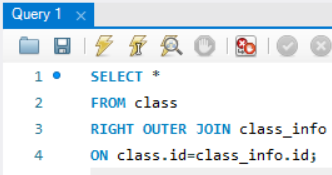 Query 1
1 SELECT *
2 FROM class
3 RIGHT OUTER JOIN class_info
4 ON class.id=class_info.id;